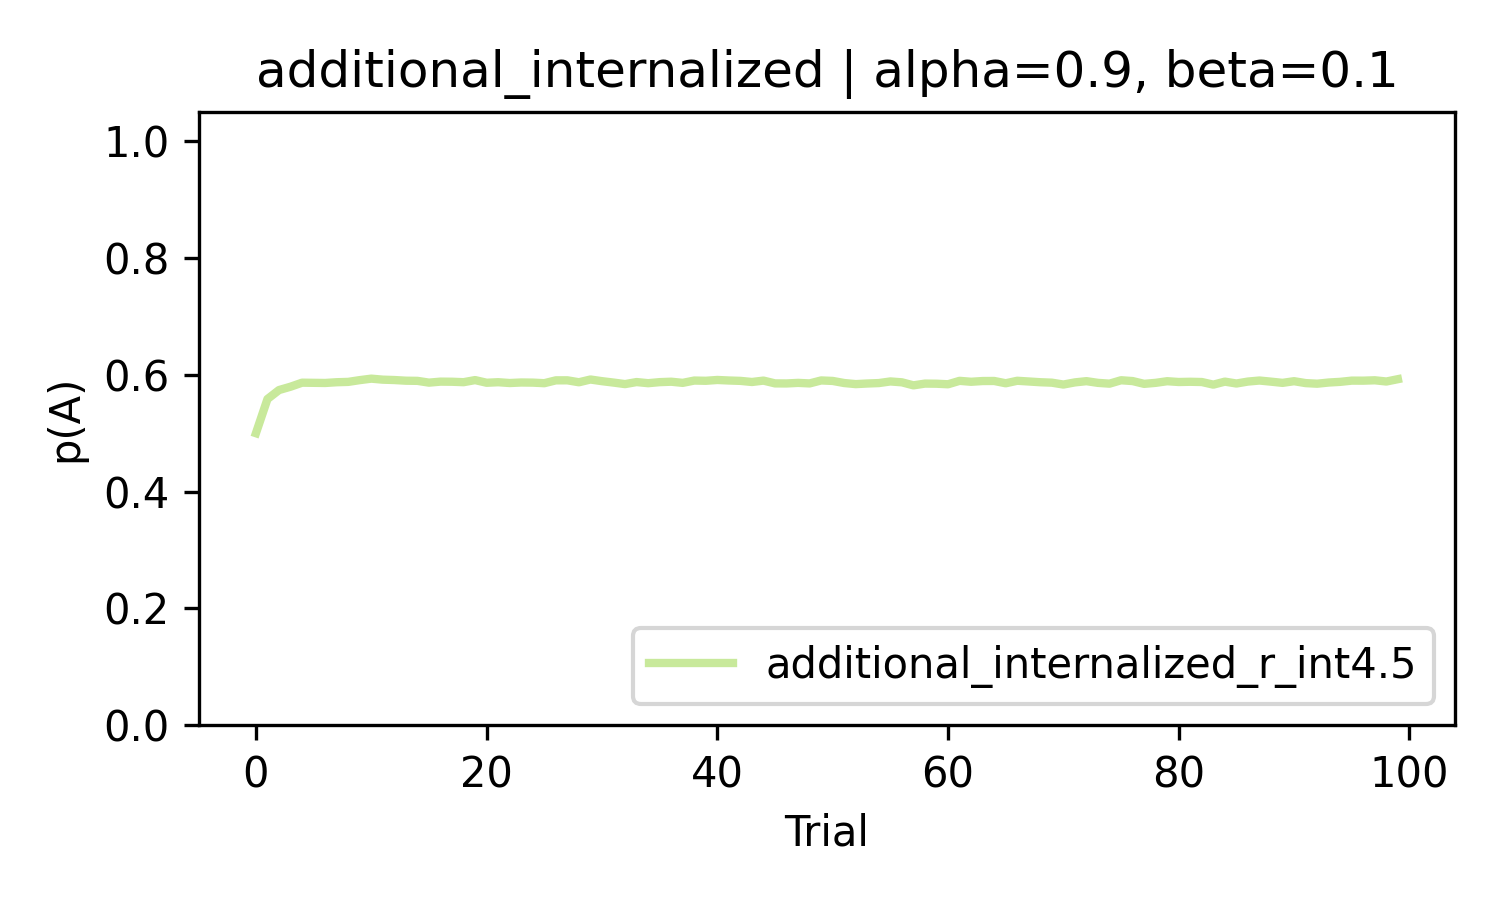 additional_internalized | alpha=0.9, beta=0.1
1.0
0.8
0.6
0.4
0.2
0.0
p(A)
additional_internalized_r_int4.5
0 20 40 60 80 100
Trial